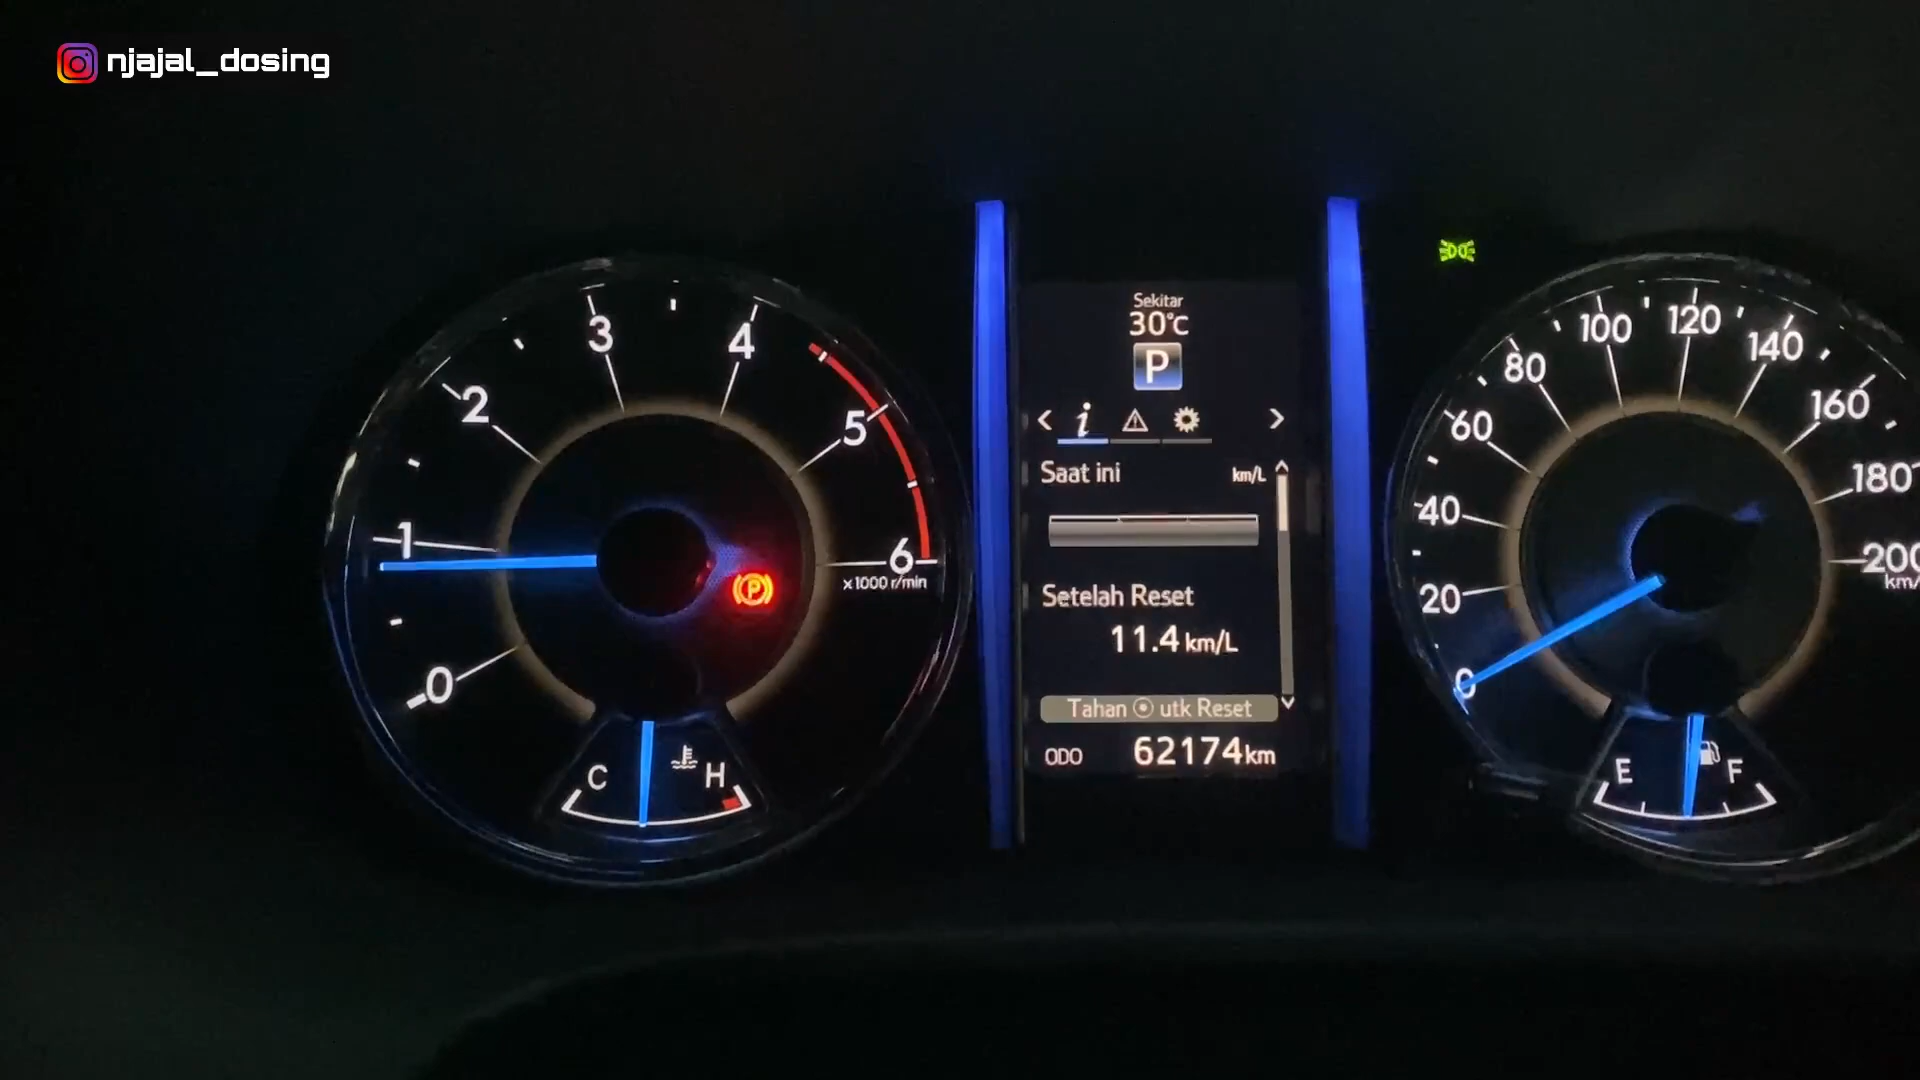 njajal_dosing
0
1
2
3
4
5
6
x1000 r/min
P
C
H
Sekitar
30°C
P
i
Saat ini km/L
Setelah Reset
11.4 km/L
Tahan utk Reset
ODO 62174 km
0
20
40
60
80
100
120
140
160
180
200
E
F